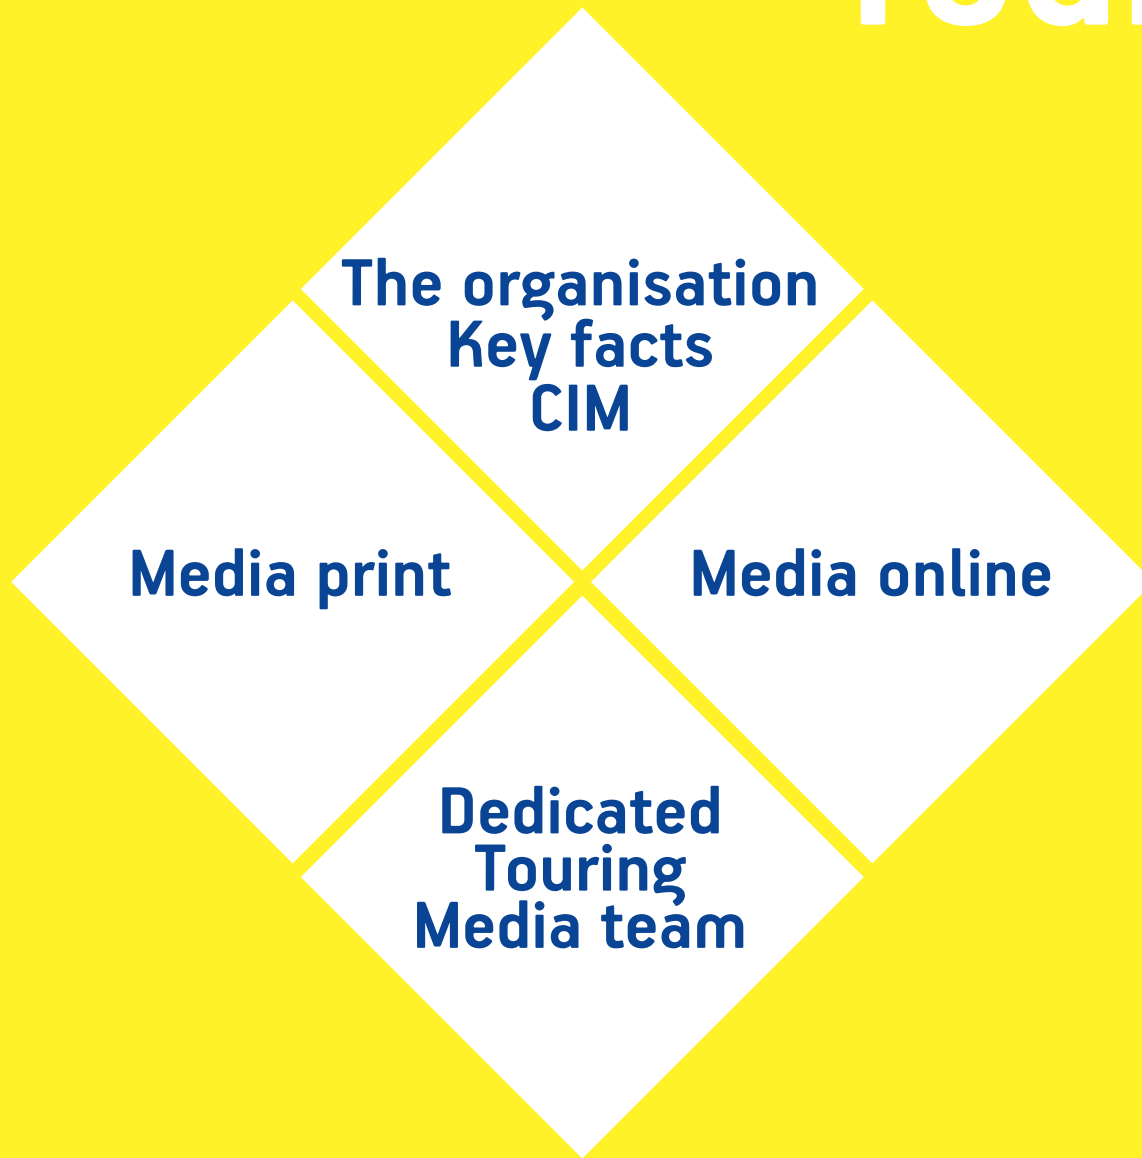 The organisation
Key facts
CIM
Media print
Media online
Dedicated
Touring
Media team